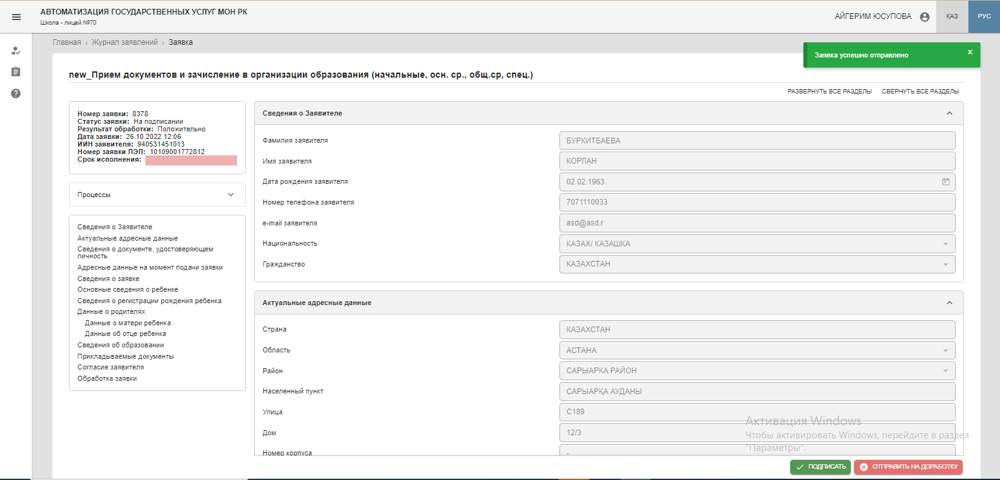 АВТОМАТИЗАЦИЯ ГОСУДАРСТВЕННЫХ УСЛУГ МОН РК
Школа - лицей №70
АЙГЕРИМ ЮСУПОВА
ҚАЗ
РУС
Главная › Журнал заявлений › Заявка
Заявка успешно отправлено
new_Прием документов и зачисление в организации образования (начальные, осн. ср., общ.ср, спец.)
РАЗВЕРНУТЬ ВСЕ РАЗДЕЛЫ
СВЕРНУТЬ ВСЕ РАЗДЕЛЫ
Номер заявки: 8378
Статус заявки: На подписании
Результат обработки: Положительно
Дата заявки: 26.10.2022 12:06
ИИН заявителя: 940531451013
Номер заявки ПЭП: 10109001772812
Срок исполнения:
Процессы
Сведения о Заявителе
Актуальные адресные данные
Сведения о документе, удостоверяющем
личность
Адресные данные на момент подачи заявки
Сведения о заявке
Основные сведения о ребенке
Сведения о регистрации рождения ребенка
Данные о родителях
Данные о матери ребенка
Данные об отце ребенка
Сведения об образовании
Прикладываемые документы
Согласие заявителя
Обработка заявки
Сведения о Заявителе
Фамилия заявителя БУРКИТБАЕВА
Имя заявителя КОРЛАН
Дата рождения заявителя 02.02.1963
Номер телефона заявителя 7071110033
e-mail заявителя asd@asd.r
Национальность КАЗАХ/ КАЗАШКА
Гражданство КАЗАХСТАН
Актуальные адресные данные
Страна КАЗАХСТАН
Область АСТАНА
Район САРЫАРКА РАЙОН
Населенный пункт САРЫАРҚА АУДАНЫ
Улица С189
Дом 12/3
Номер корпуса -
Активация Windows
Чтобы активировать Windows, перейдите в раздел
"Параметры".
ПОДПИСАТЬ
ОТПРАВИТЬ НА ДОРАБОТКУ